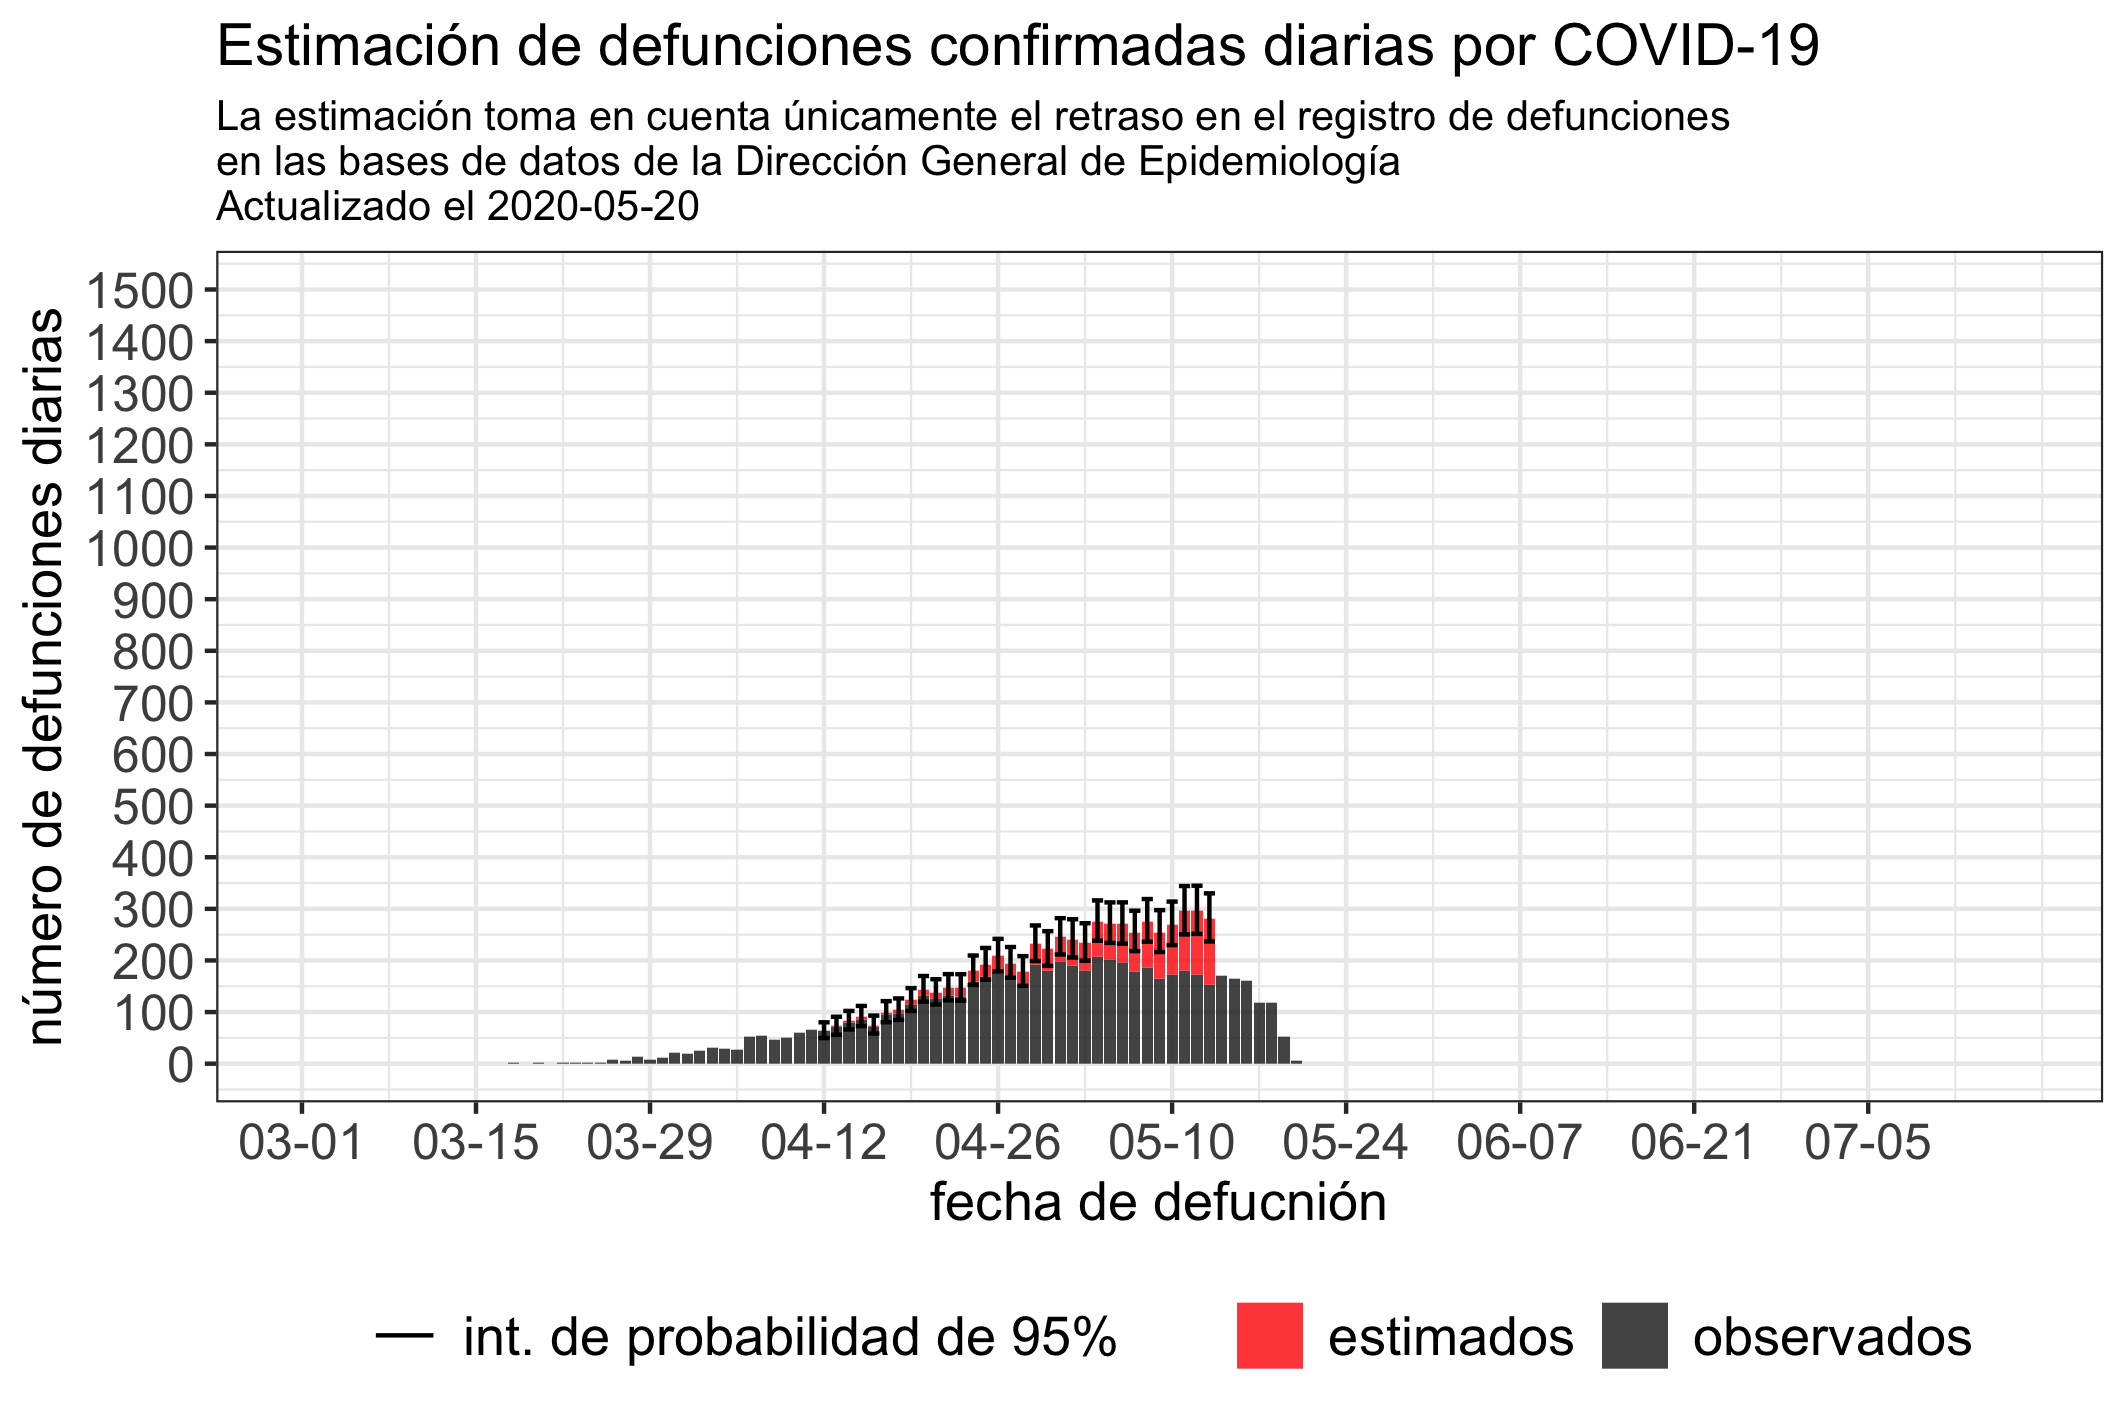 Estimación de defunciones confirmadas diarias por COVID-19
La estimación toma en cuenta únicamente el retraso en el registro de defunciones
en las bases de datos de la Dirección General de Epidemiología
Actualizado el 2020-05-20
número de defunciones diarias
1500
1400
1300
1200
1100
1000
900
800
700
600
500
400
300
200
100
0
03-01 03-15 03-29 04-12 04-26 05-10 05-24 06-07 06-21 07-05
fecha de defucnión
int. de probabilidad de 95% estimados observados